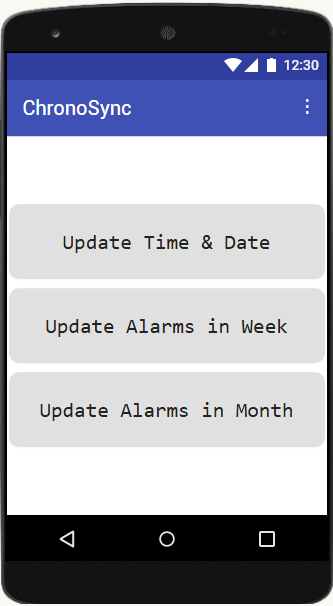 12:30
ChronoSync
Update Time & Date
Update Alarms in Week
Update Alarms in Month